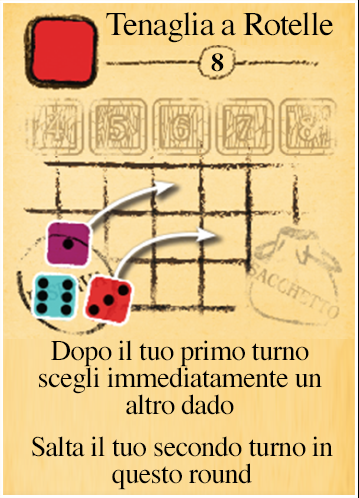 Tenaglia a Rotelle
8
4 5 6 7 8
SACCHETTO
Dopo il tuo primo turno
scegli immediatamente un
altro dado
Salta il tuo secondo turno in
questo round